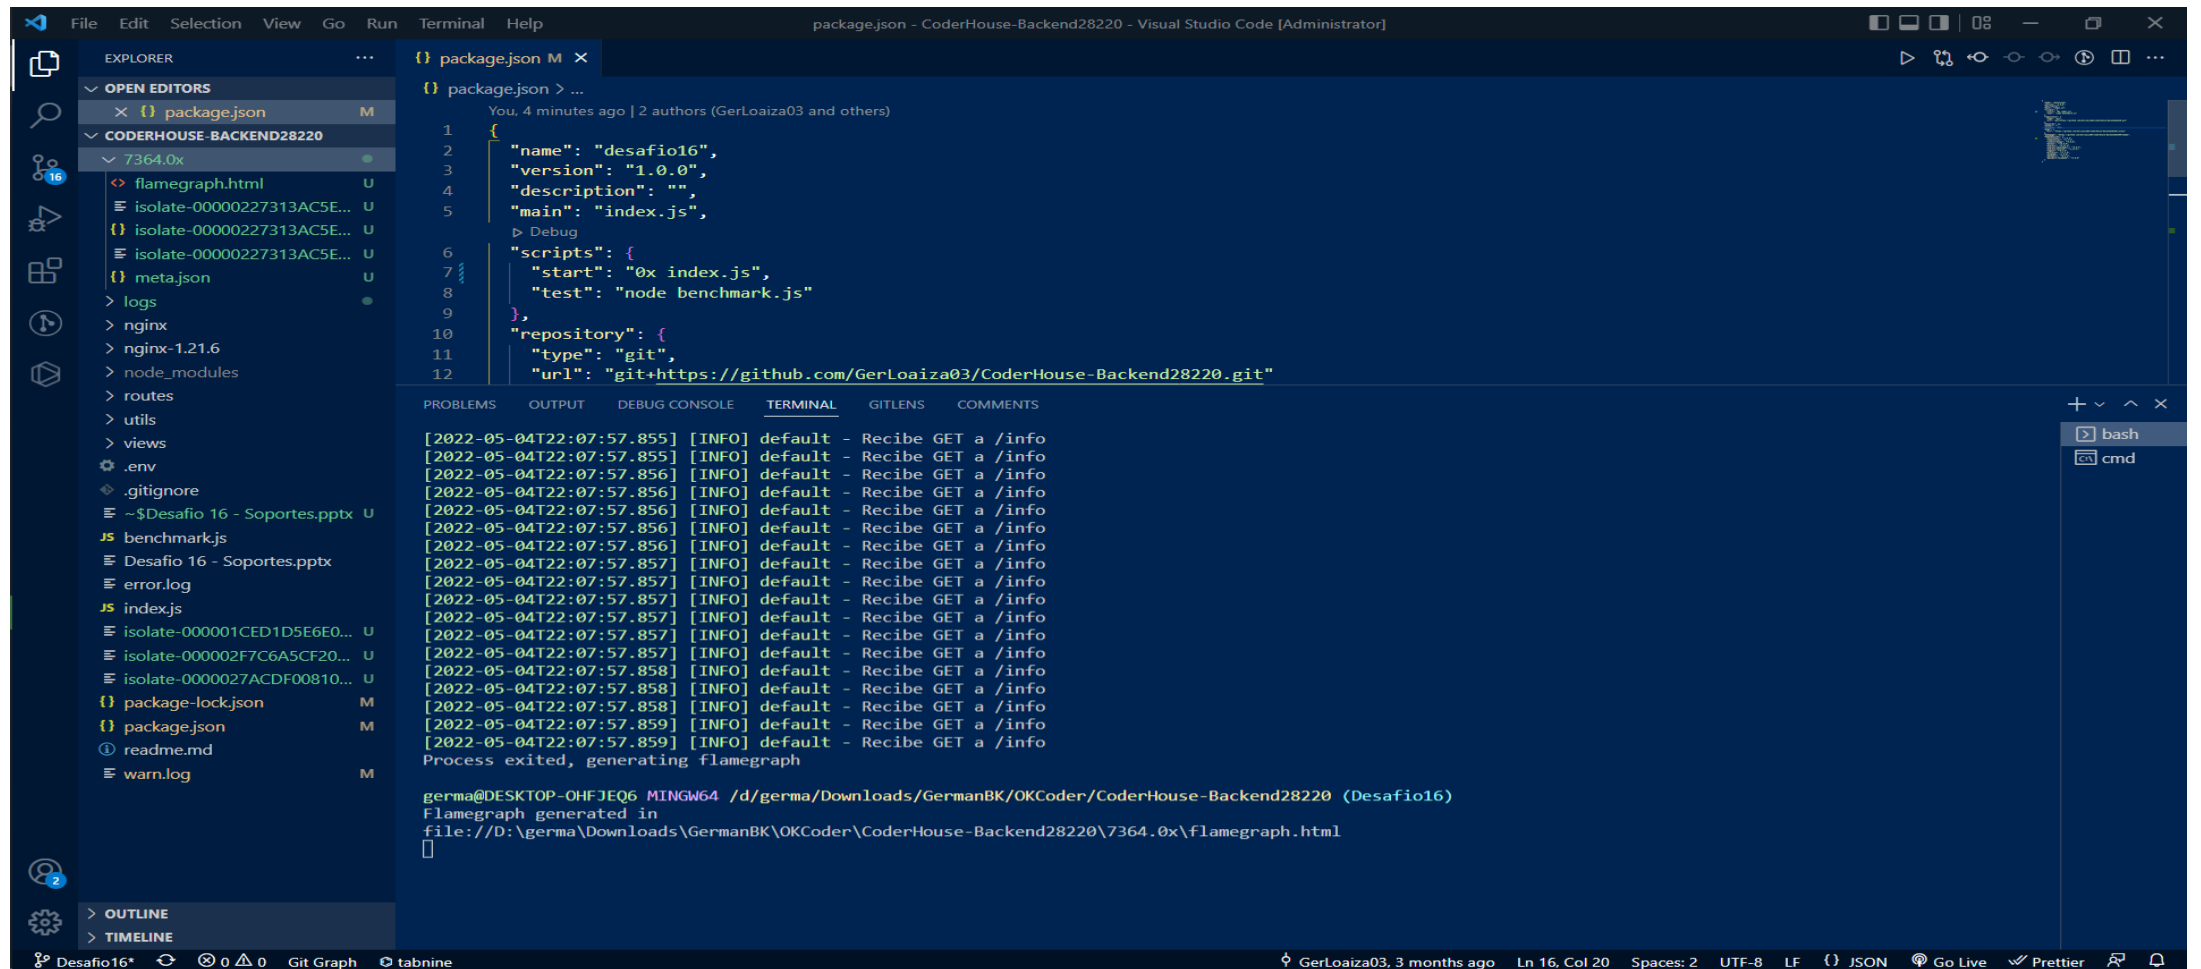 File Edit Selection View Go Run Terminal Help package.json - CoderHouse-Backend28220 - Visual Studio Code [Administrator]
EXPLORER
OPEN EDITORS
package.json M
CODERHOUSE-BACKEND28220
7364.0x
flamegraph.html U
isolate-00000227313AC5E... U
isolate-00000227313AC5E... U
isolate-00000227313AC5E... U
meta.json U
logs
nginx
nginx-1.21.6
node_modules
routes
utils
views
.env
.gitignore
~$Desafio 16 - Soportes.pptx U
benchmark.js
Desafio 16 - Soportes.pptx
error.log
index.js
isolate-000001CED1D5E6E0... U
isolate-000002F7C6A5CF20... U
isolate-0000027ACDF00810... U
package-lock.json M
package.json M
readme.md
warn.log M
OUTLINE
TIMELINE
16
2
{} package.json M
{} package.json > ...
You, 4 minutes ago | 2 authors (GerLoaiza03 and others)
1 {
2 "name": "desafio16",
3 "version": "1.0.0",
4 "description": "",
5 "main": "index.js",
Debug
6 "scripts": {
7 "start": "0x index.js",
8 "test": "node benchmark.js"
9 },
10 "repository": {
11 "type": "git",
12 "url": "git+https://github.com/GerLoaiza03/CoderHouse-Backend28220.git"
PROBLEMS OUTPUT DEBUG CONSOLE TERMINAL GITLENS COMMENTS
bash
cmd
[2022-05-04T22:07:57.855] [INFO] default - Recibe GET a /info
[2022-05-04T22:07:57.855] [INFO] default - Recibe GET a /info
[2022-05-04T22:07:57.856] [INFO] default - Recibe GET a /info
[2022-05-04T22:07:57.856] [INFO] default - Recibe GET a /info
[2022-05-04T22:07:57.856] [INFO] default - Recibe GET a /info
[2022-05-04T22:07:57.856] [INFO] default - Recibe GET a /info
[2022-05-04T22:07:57.856] [INFO] default - Recibe GET a /info
[2022-05-04T22:07:57.857] [INFO] default - Recibe GET a /info
[2022-05-04T22:07:57.857] [INFO] default - Recibe GET a /info
[2022-05-04T22:07:57.857] [INFO] default - Recibe GET a /info
[2022-05-04T22:07:57.857] [INFO] default - Recibe GET a /info
[2022-05-04T22:07:57.857] [INFO] default - Recibe GET a /info
[2022-05-04T22:07:57.857] [INFO] default - Recibe GET a /info
[2022-05-04T22:07:57.858] [INFO] default - Recibe GET a /info
[2022-05-04T22:07:57.858] [INFO] default - Recibe GET a /info
[2022-05-04T22:07:57.858] [INFO] default - Recibe GET a /info
[2022-05-04T22:07:57.859] [INFO] default - Recibe GET a /info
[2022-05-04T22:07:57.859] [INFO] default - Recibe GET a /info
Process exited, generating flamegraph
germa@DESKTOP-OHFJEQ6 MINGW64 /d/germa/Downloads/GermanBK/OKCoder/CoderHouse-Backend28220 (Desafio16)
Flamegraph generated in
file://D:\germa\Downloads\GermanBK\OKCoder\CoderHouse-Backend28220\7364.0x\flamegraph.html
Desafio16* 0 0 Git Graph tabnine GerLoaiza03, 3 months ago Ln 16, Col 20 Spaces: 2 UTF-8 LF {} JSON Go Live Prettier